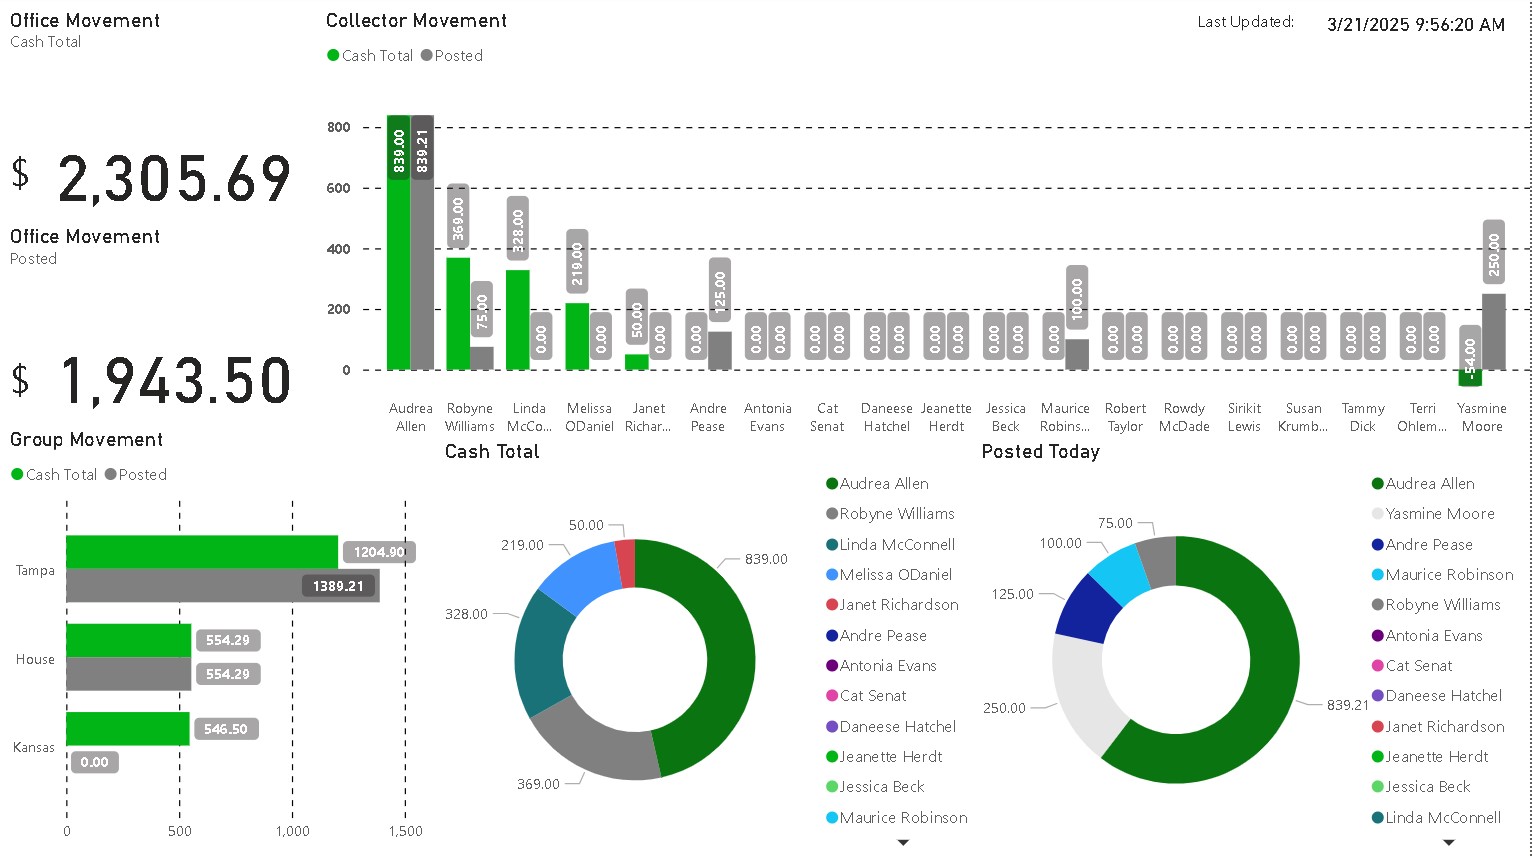 Office Movement
Cash Total
$ 2,305.69
Office Movement
Posted
$ 1,943.50
Collector Movement
Last Updated: 3/21/2025 9:56:20 AM
Cash Total Posted
800
600
400
200
0
839.00 839.21 369.00 75.00 328.00 0.00 219.00 0.00 50.00 0.00 0.00 125.00 0.00 0.00 0.00 0.00 0.00 0.00 0.00 0.00 0.00 0.00 0.00 100.00 0.00 0.00 0.00 0.00 0.00 0.00 0.00 0.00 0.00 0.00 0.00 0.00 -54.00 250.00
Audrea Robyne Linda Melissa Janet Andre Antonia Cat Daneese Jeanette Jessica Maurice Robert Rowdy Sirikit Susan Tammy Terri Yasmine
Allen Williams McCo... ODaniel Richar... Pease Evans Senat Hatchel Herdt Beck Robins... Taylor McDade Lewis Krumb... Dick Ohlem... Moore
Group Movement
Cash Total Posted
Tampa 1204.90
1389.21
House 554.29
554.29
Kansas 546.50
0.00
0 500 1,000 1,500
Cash Total
50.00
219.00
839.00
328.00
369.00
Audrea Allen
Robyne Williams
Linda McConnell
Melissa ODaniel
Janet Richardson
Andre Pease
Antonia Evans
Cat Senat
Daneese Hatchel
Jeanette Herdt
Jessica Beck
Maurice Robinson
Posted Today
75.00
100.00
125.00
250.00
839.21
Audrea Allen
Yasmine Moore
Andre Pease
Maurice Robinson
Robyne Williams
Antonia Evans
Cat Senat
Daneese Hatchel
Janet Richardson
Jeanette Herdt
Jessica Beck
Linda McConnell